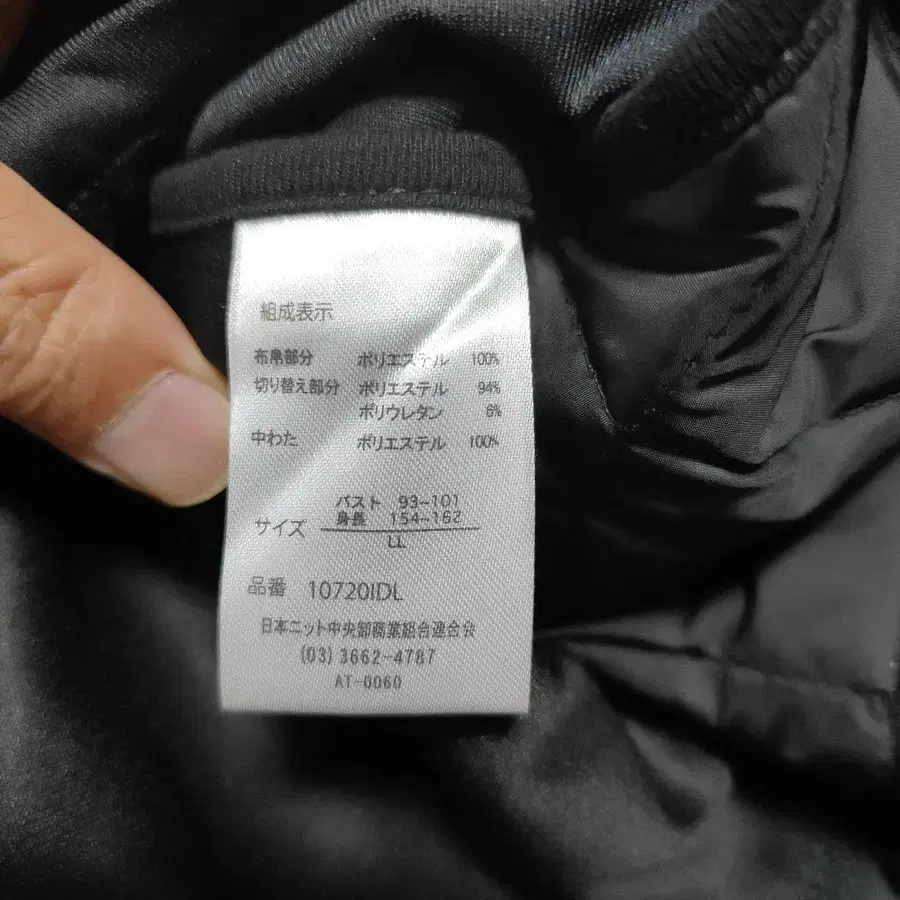 組成表示
布帛部分 ポリエステル 100%
切り替え部分 ポリエステル 94%
ポリウレタン 6%
中わた ポリエステル 100%
バスト 93~101
サイズ 身長 154~162
LL
品番 10720IDL
日本ニット中央卸商業組合連合会
(03) 3662-4787
AT-0060